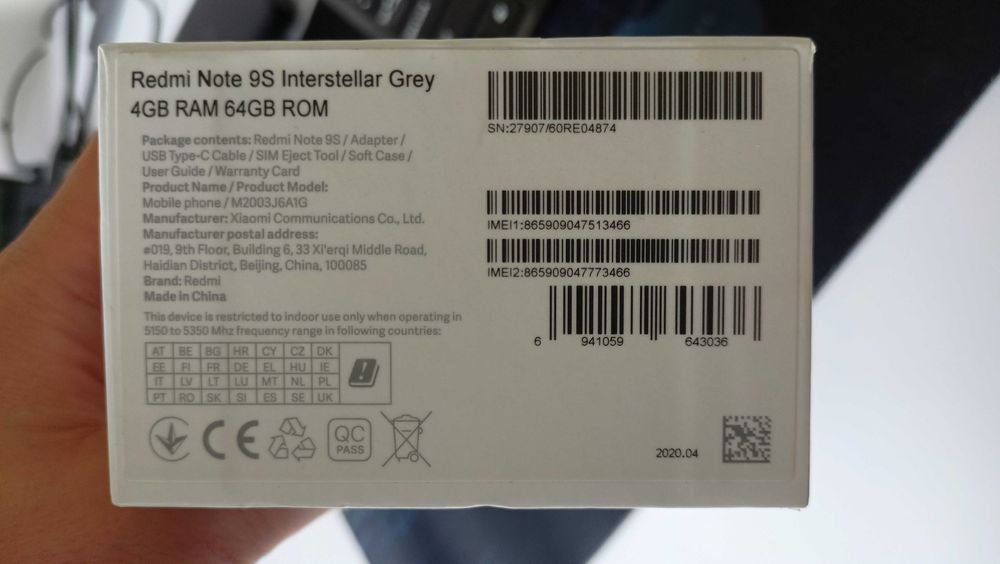 Redmi Note 9S Interstellar Grey
4GB RAM 64GB ROM
Package contents: Redmi Note 9S / Adapter /
USB Type-C Cable / SIM Eject Tool / Soft Case /
User Guide / Warranty Card
Product Name / Product Model:
Mobile phone / M2003J6A1G
Manufacturer: Xiaomi Communications Co., Ltd.
Manufacturer postal address:
#019, 9th Floor, Building 6, 33 Xi'erqi Middle Road,
Haidian District, Beijing, China, 100085
Brand: Redmi
Made in China
This device is restricted to indoor use only when operating in
5150 to 5350 Mhz frequency range in following countries:
AT BE BG HR CY CZ DK
EE FI FR DE EL HU IE
IT LV LT LU MT NL PL
PT RO SK SI ES SE UK
CE
QC
PASS
SN:27907/60RE04874
IMEI1:865909047513466
IMEI2:865909047773466
6 941059 643036
2020.04